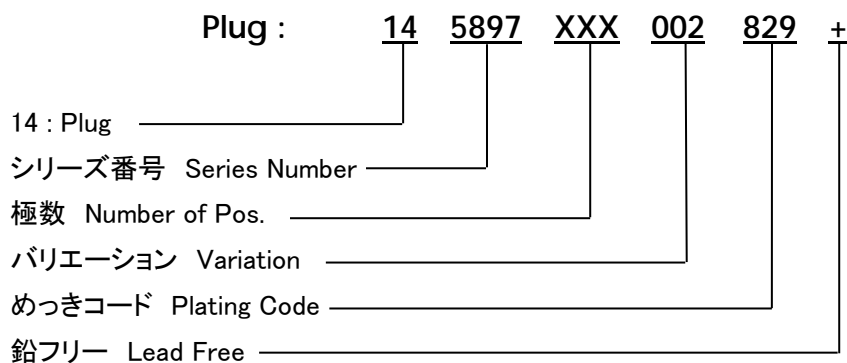 Plug : 14 5897 XXX 002 829 +
14 : Plug
シリーズ番号 Series Number
極数 Number of Pos.
バリエーション Variation
めっきコード Plating Code
鉛フリー Lead Free